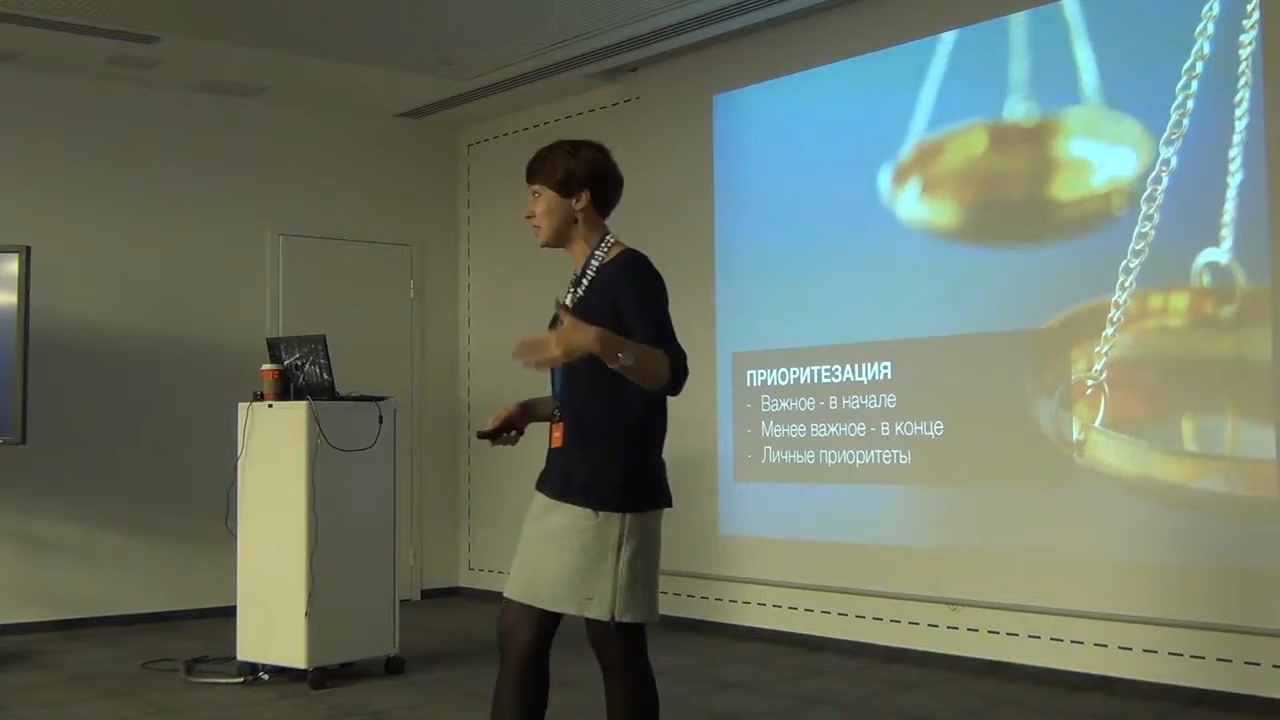 ПРИОРИТЕЗАЦИЯ
- Важное - в начале
- Менее важное - в конце
- Личные приоритеты